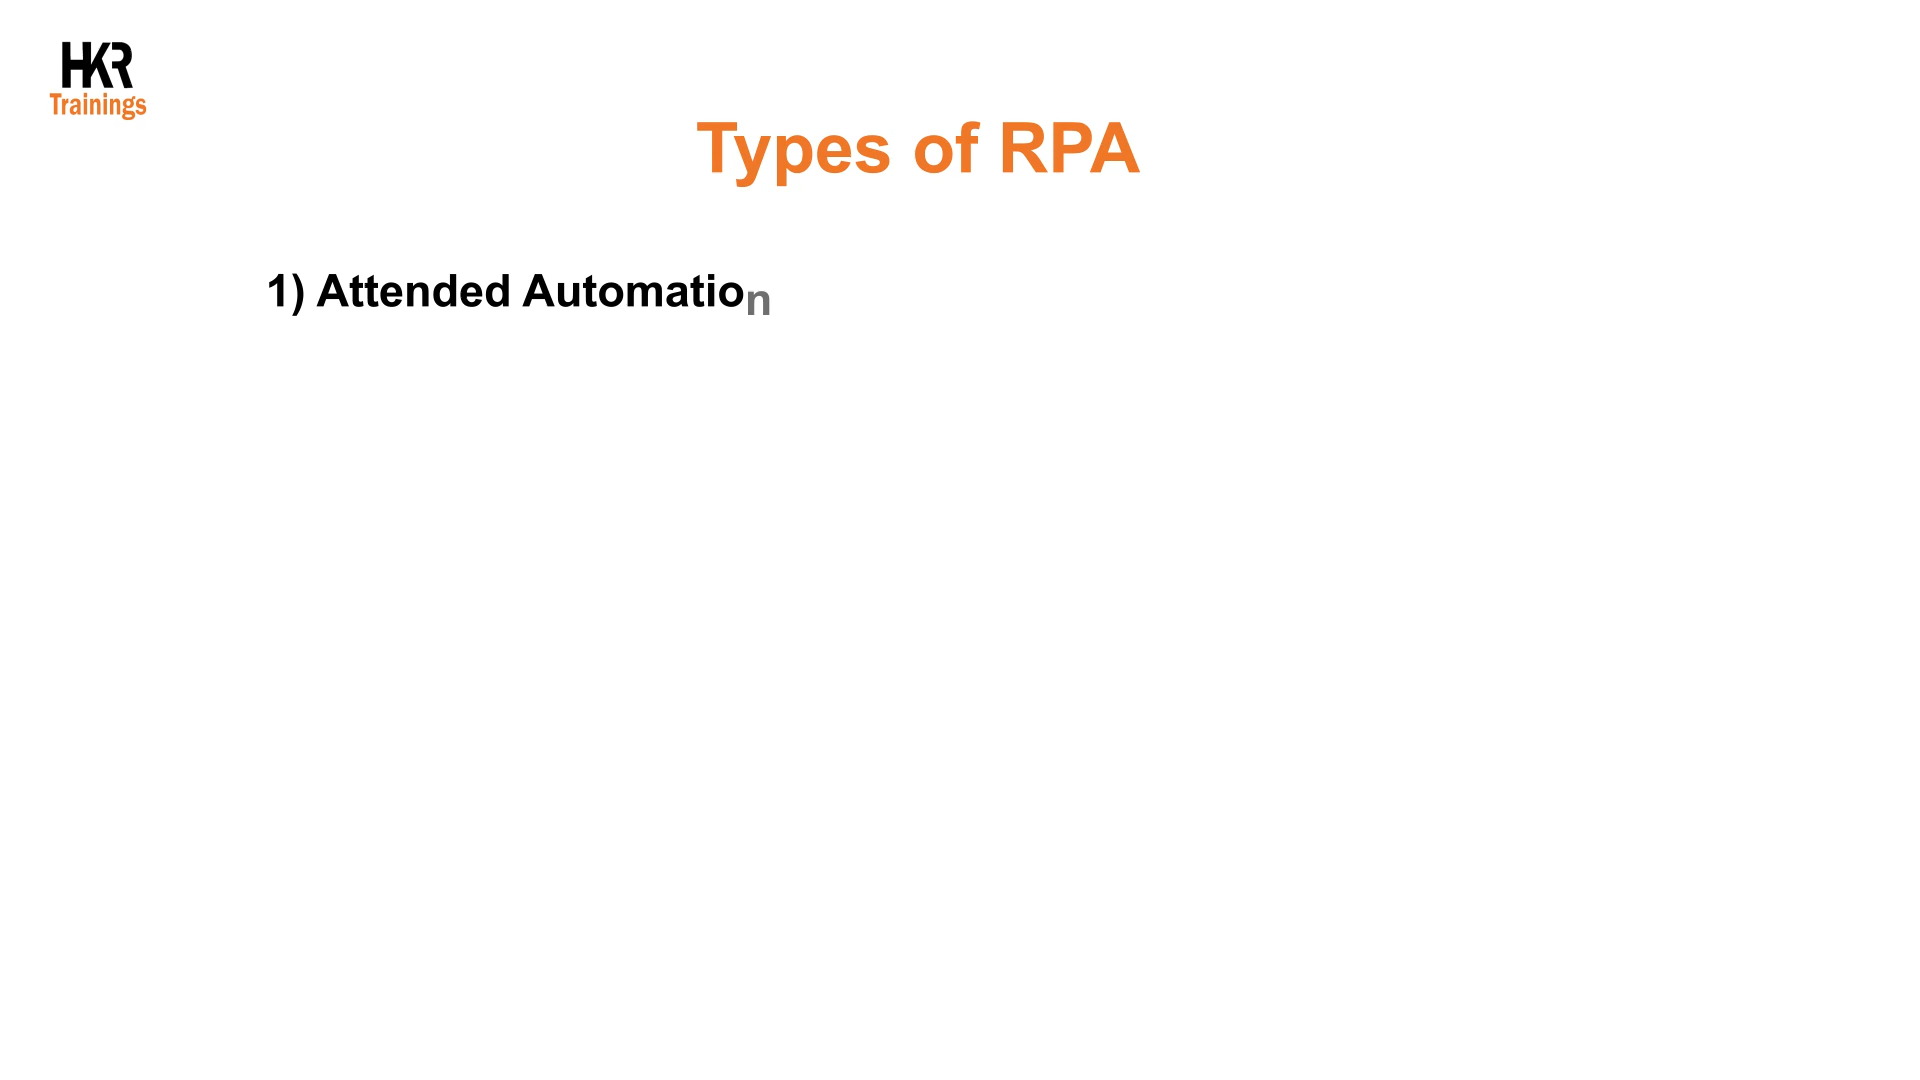 HKR
Trainings
Types of RPA
1) Attended Automation